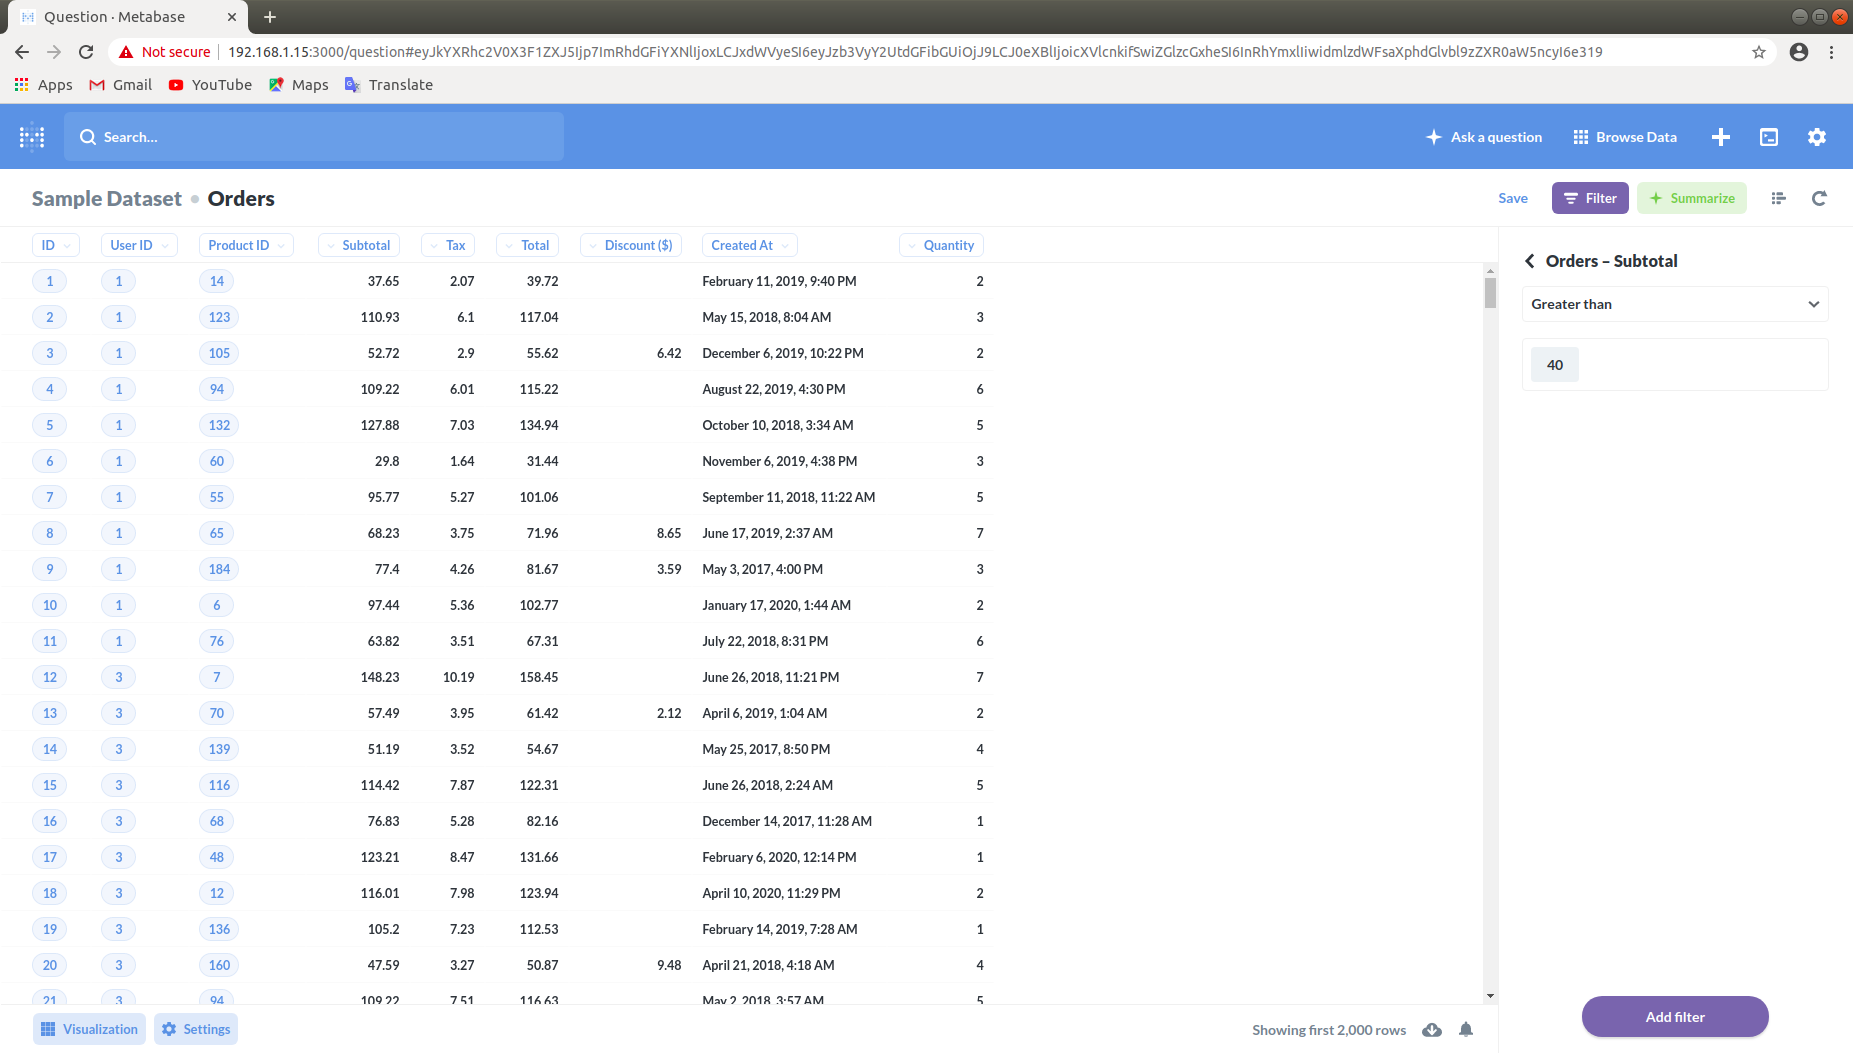 Question · Metabase
Not secure 192.168.1.15:3000/question#eyJkYXRhc2V0X3F1ZXJ5Ijp7ImRhdGFiYXNlIjoxLCJxdWVyeSI6eyJzb3VyY2UtdGFibGUiOjJ9LCJ0eXBlIjoicXVlcnkifSwiZGlzcGxheSI6InRhYmxlIiwidmlzdWFsaXphdGlvbl9zZXR0aW5ncyI6e319
Apps Gmail YouTube Maps Translate
Search... Ask a question Browse Data
Sample Dataset • Orders Save Filter Summarize
ID User ID Product ID Subtotal Tax Total Discount ($) Created At Quantity
1 1 14 37.65 2.07 39.72 February 11, 2019, 9:40 PM 2
2 1 123 110.93 6.1 117.04 May 15, 2018, 8:04 AM 3
3 1 105 52.72 2.9 55.62 6.42 December 6, 2019, 10:22 PM 2
4 1 94 109.22 6.01 115.22 August 22, 2019, 4:30 PM 6
5 1 132 127.88 7.03 134.94 October 10, 2018, 3:34 AM 5
6 1 60 29.8 1.64 31.44 November 6, 2019, 4:38 PM 3
7 1 55 95.77 5.27 101.06 September 11, 2018, 11:22 AM 5
8 1 65 68.23 3.75 71.96 8.65 June 17, 2019, 2:37 AM 7
9 1 184 77.4 4.26 81.67 3.59 May 3, 2017, 4:00 PM 3
10 1 6 97.44 5.36 102.77 January 17, 2020, 1:44 AM 2
11 1 76 63.82 3.51 67.31 July 22, 2018, 8:31 PM 6
12 3 7 148.23 10.19 158.45 June 26, 2018, 11:21 PM 7
13 3 70 57.49 3.95 61.42 2.12 April 6, 2019, 1:04 AM 2
14 3 139 51.19 3.52 54.67 May 25, 2017, 8:50 PM 4
15 3 116 114.42 7.87 122.31 June 26, 2018, 2:24 AM 5
16 3 68 76.83 5.28 82.16 December 14, 2017, 11:28 AM 1
17 3 48 123.21 8.47 131.66 February 6, 2020, 12:14 PM 1
18 3 12 116.01 7.98 123.94 April 10, 2020, 11:29 PM 2
19 3 136 105.2 7.23 112.53 February 14, 2019, 7:28 AM 1
20 3 160 47.59 3.27 50.87 9.48 April 21, 2018, 4:18 AM 4
21 3 94 109.22 7.51 116.63 May 2, 2018, 3:57 AM 5
Visualization Settings Showing first 2,000 rows
Orders – Subtotal
Greater than
40
Add filter